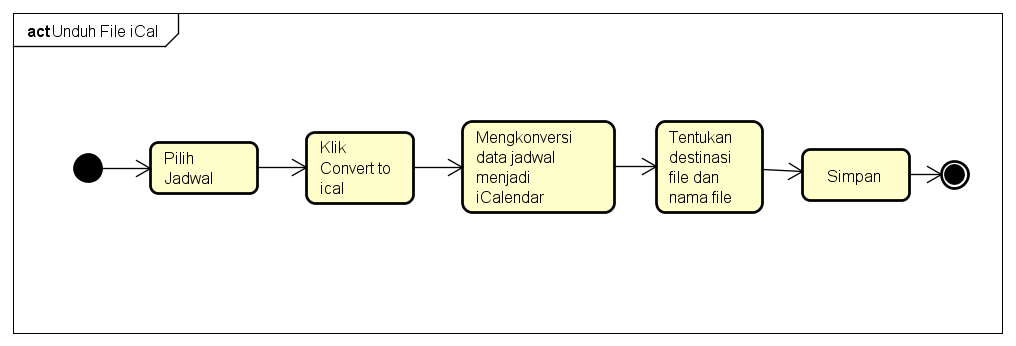 act Unduh File iCal
Pilih
Jadwal
Klik
Convert to
ical
Mengkonversi
data jadwal
menjadi
iCalendar
Tentukan
destinasi
file dan
nama file
Simpan